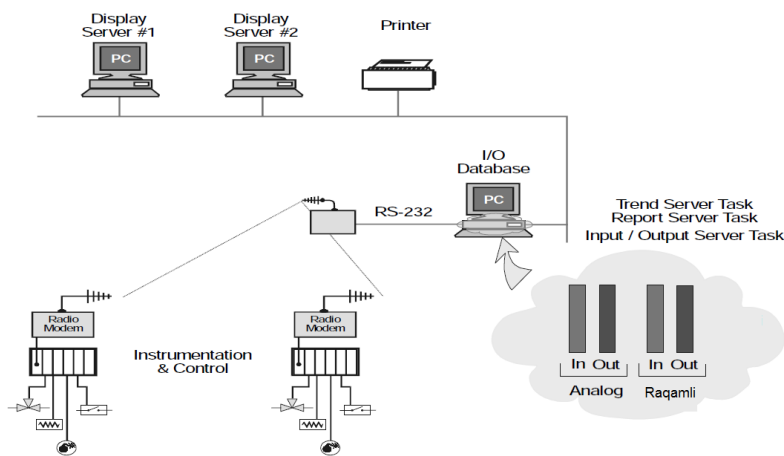 Display
Server #1
Display
Server #2
Printer
PC
PC
I/O
Database
PC
RS-232
Trend Server Task
Report Server Task
Input / Output Server Task
Radio
Modem
Radio
Modem
Instrumentation
& Control
In Out
In Out
Analog
Raqamli